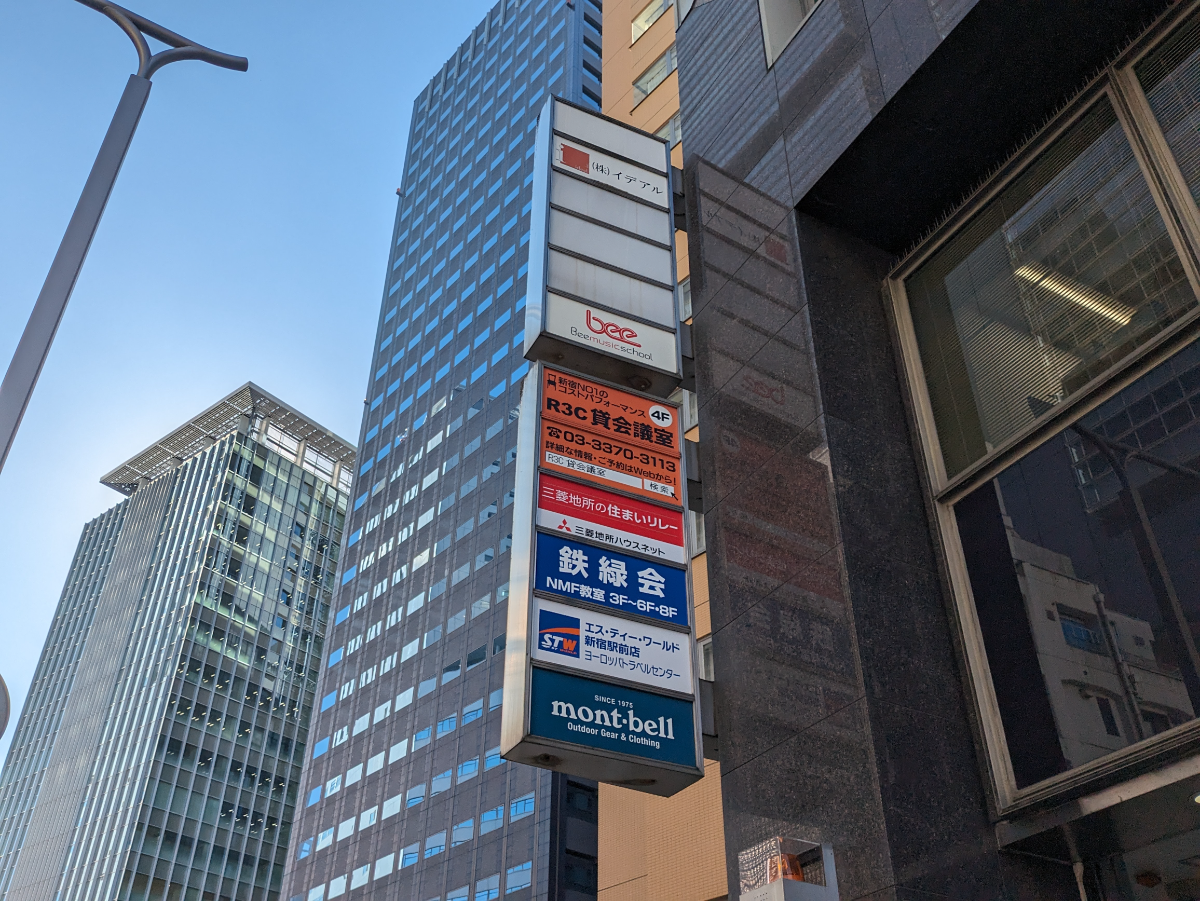 (株)イデアル
bee
Beemusicschool
新宿NO1の
コストパフォーマンス
4F
R3C 貸会議室
☎03-3370-3113
詳細な情報・ご予約はWebから!
R3C 貸会議室 検索
三菱地所の住まいリレー
三菱地所ハウスネット
鉄緑会
NMF教室 3F~6F・8F
STW
エス・ティー・ワールド
新宿駅前店
ヨーロッパトラベルセンター
SINCE 1975
mont·bell
Outdoor Gear & Clothing